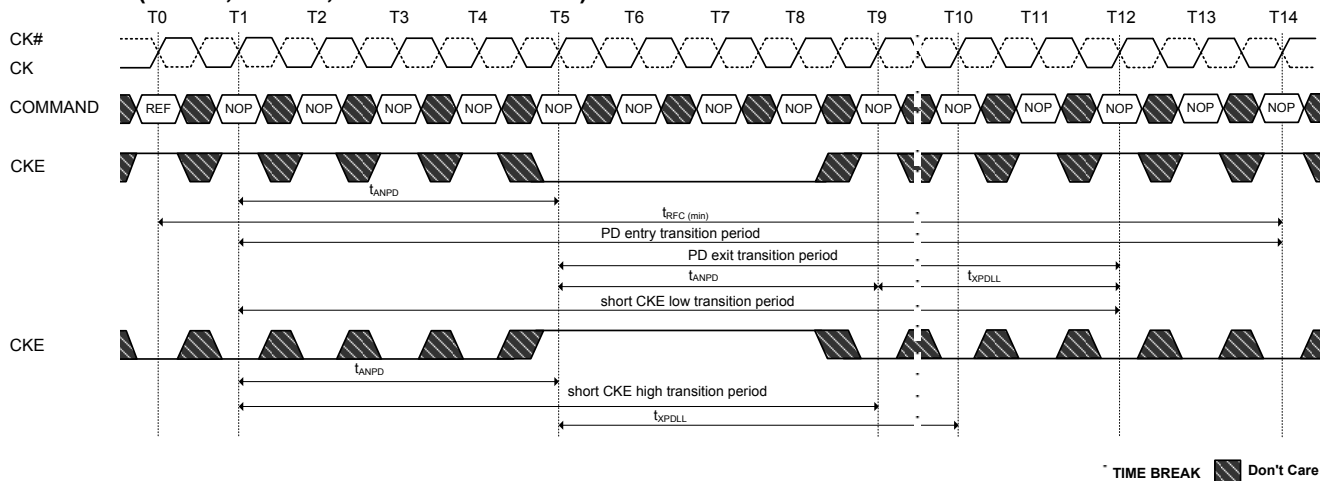 T0 T1 T2 T3 T4 T5 T6 T7 T8 T9 T10 T11 T12 T13 T14
CK#
CK
COMMAND REF NOP NOP NOP NOP NOP NOP NOP NOP NOP NOP NOP NOP NOP NOP
CKE
tANPD
tRFC (min)
PD entry transition period
PD exit transition period
tANPD tXPDLL
short CKE low transition period
CKE
tANPD
short CKE high transition period
tXPDLL
TIME BREAK Don't Care